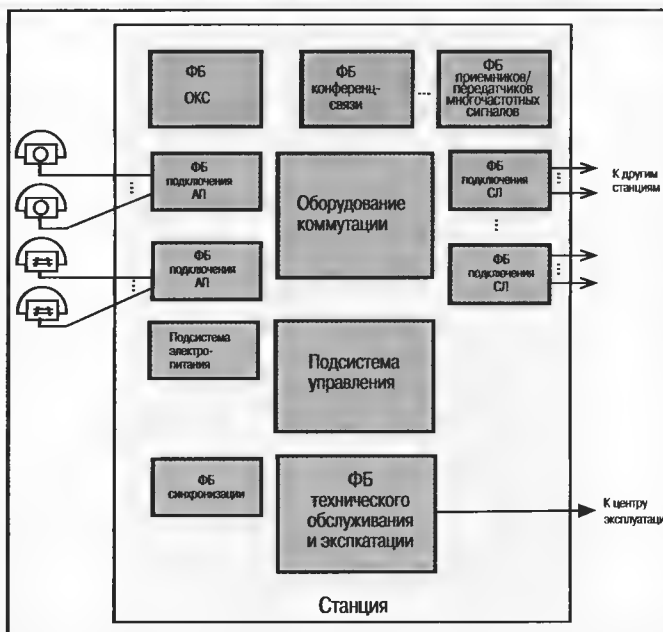 ФБ
ОКС
ФБ
конференц-
связи
ФБ
приемников/
передатчиков
многочастотных
сигналов
ФБ
подключения
АЛ
Оборудование
коммутации
ФБ
подключения
СЛ
К другим
станциям
ФБ
подключения
АЛ
ФБ
подключения
СЛ
Подсистема
электро-
питания
Подсистема
управления
ФБ
синхронизации
ФБ
технического
обслуживания
и экспкатации
К центру
эксплуатаци
Станция